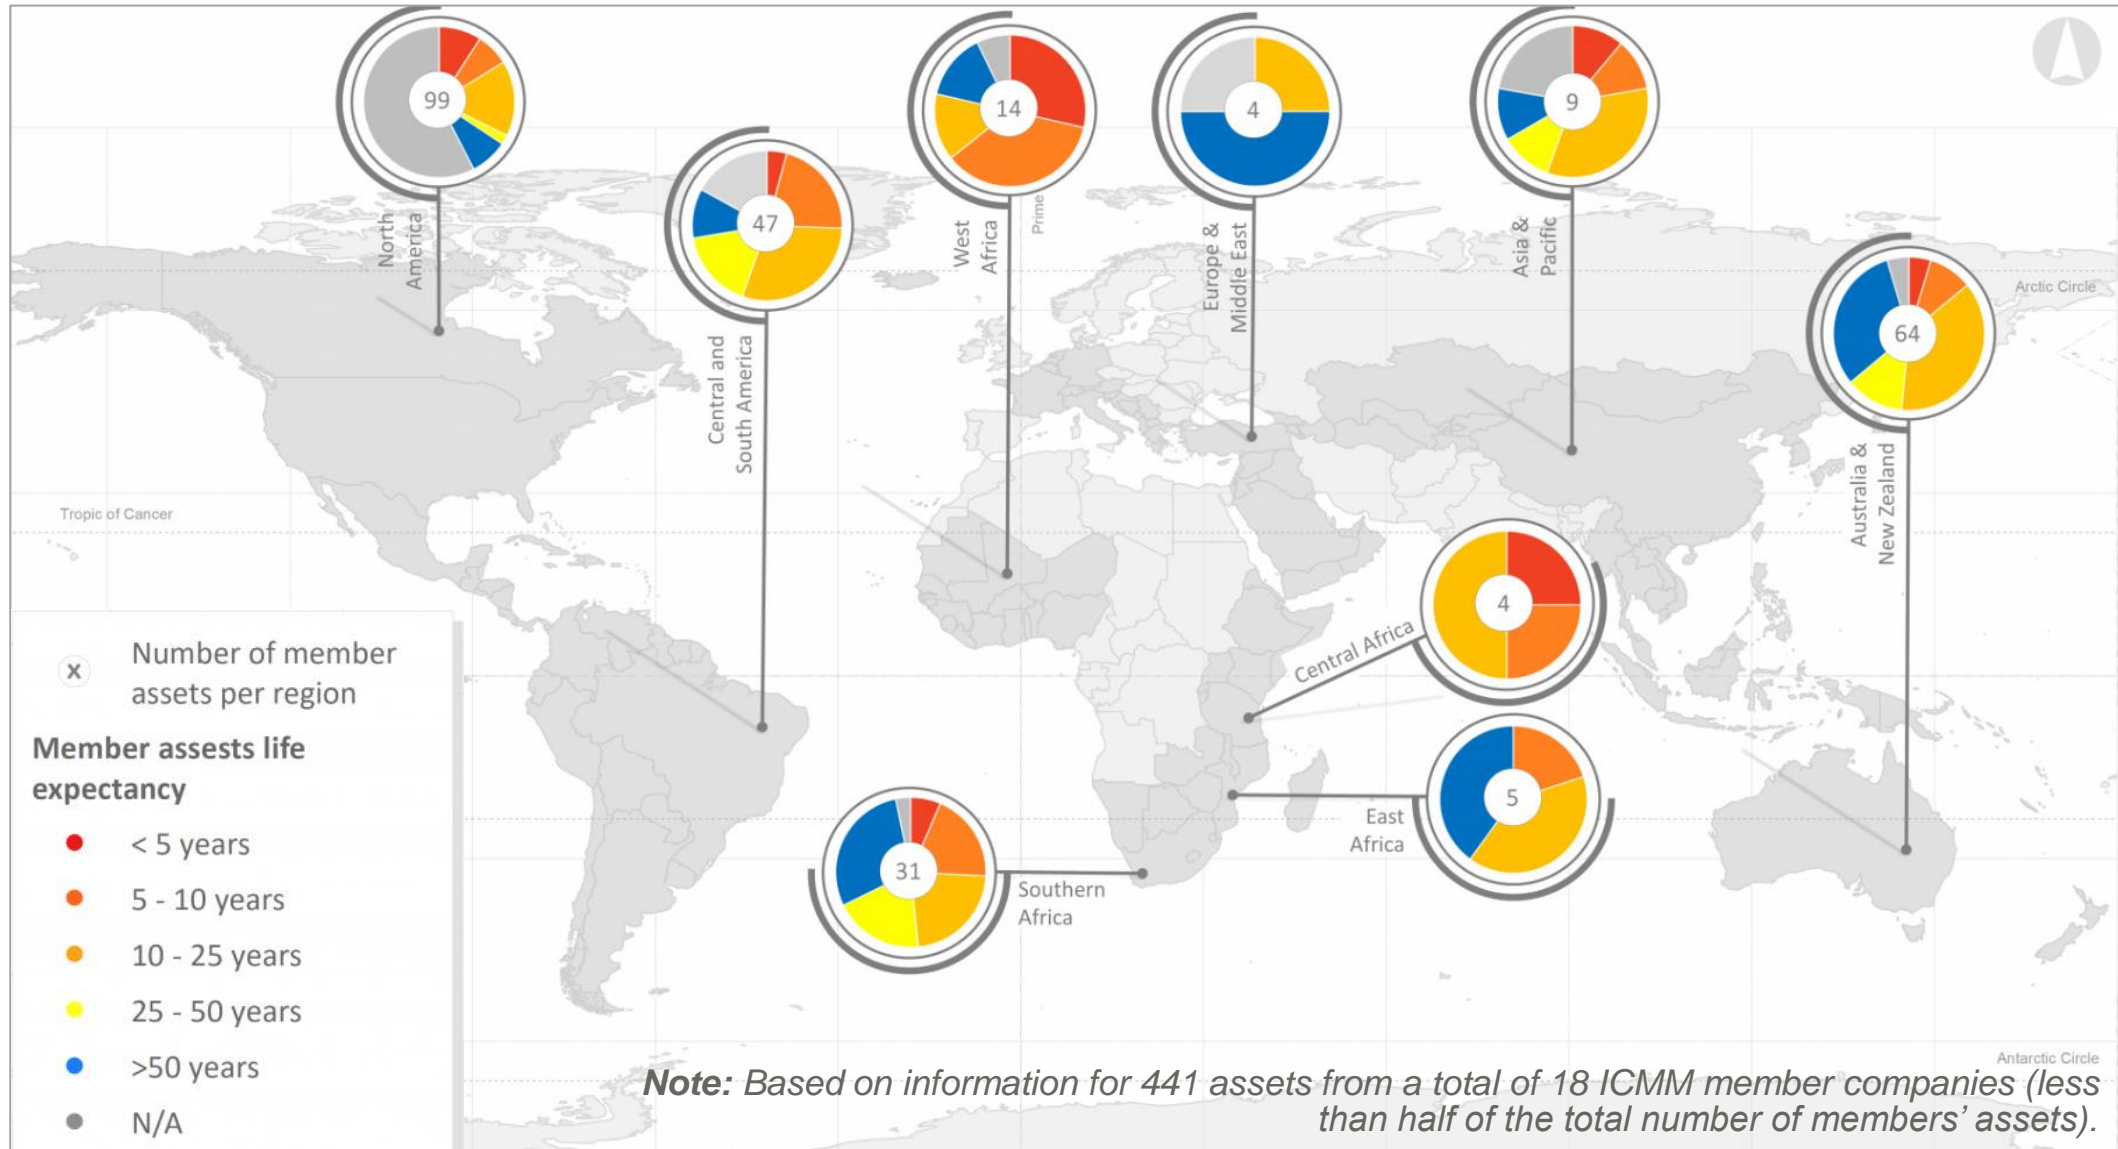 99
14
4
9
47
64
North
America
West
Africa
Prime
Europe &
Middle East
Asia &
Pacific
Central and
South America
Arctic Circle
Australia &
New Zealand
Tropic of Cancer
4
Central Africa
5
East
Africa
31
Southern
Africa
x
Number of member
assets per region
Member assests life
expectancy
< 5 years
5 - 10 years
10 - 25 years
25 - 50 years
>50 years
N/A
Antarctic Circle
Note: Based on information for 441 assets from a total of 18 ICMM member companies (less
than half of the total number of members’ assets).